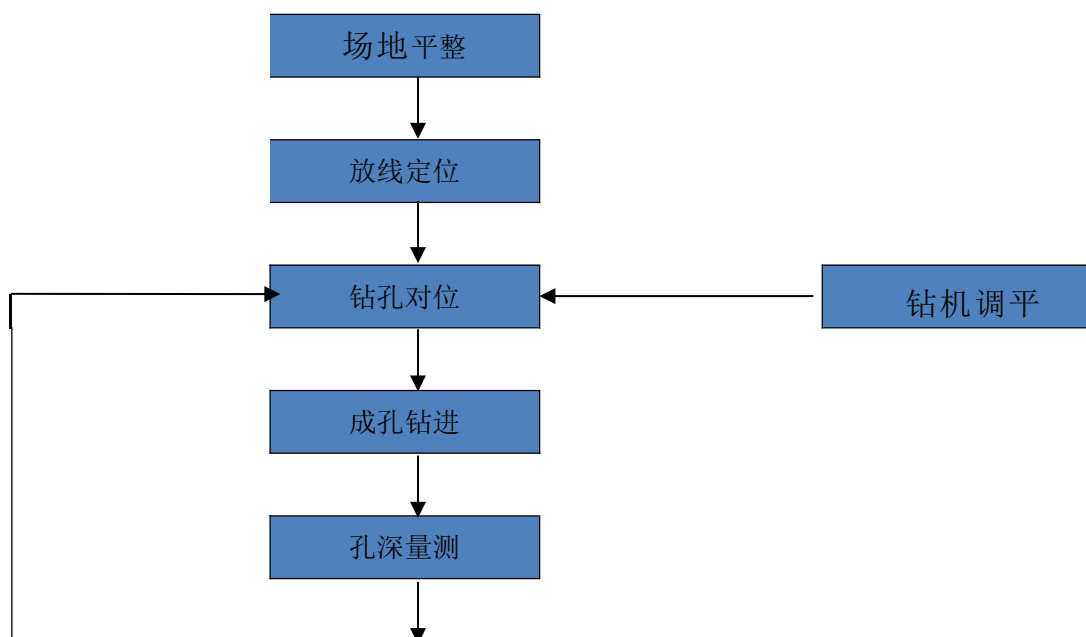 场地平整
放线定位
钻孔对位
钻机调平
成孔钻进
孔深量测